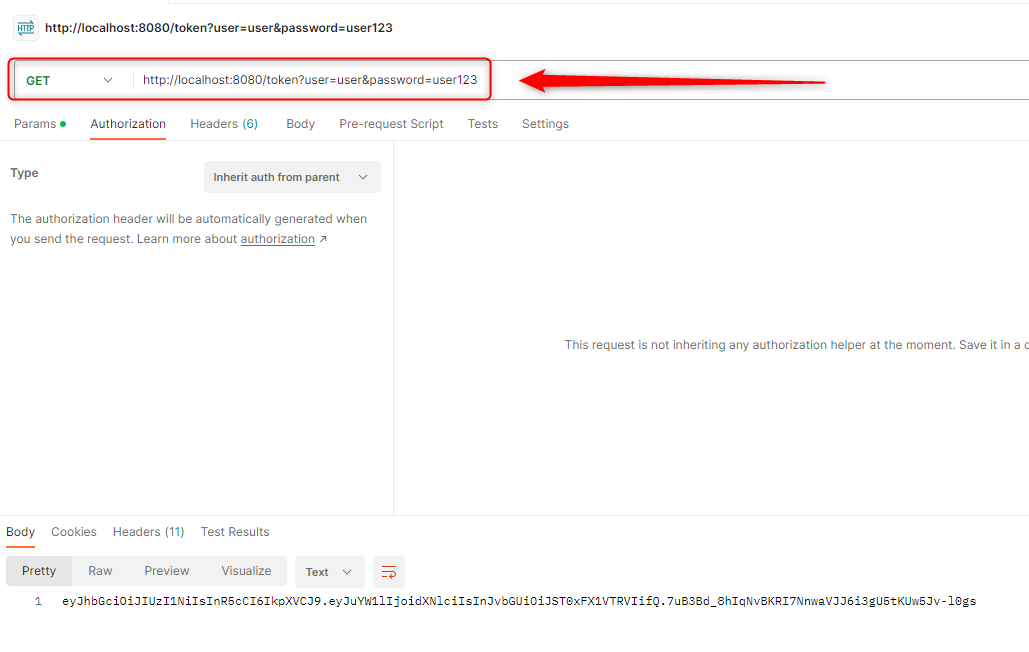 HTTP http://localhost:8080/token?user=user&password=user123
GET http://localhost:8080/token?user=user&password=user123
Params Authorization Headers (6) Body Pre-request Script Tests Settings
Type Inherit auth from parent
The authorization header will be automatically generated when
you send the request. Learn more about authorization ↗
This request is not inheriting any authorization helper at the moment. Save it in a c
Body Cookies Headers (11) Test Results
Pretty Raw Preview Visualize Text
1 eyJhbGciOiJIUzI1NiIsInR5cCI6IkpXVCJ9.eyJuYW1lIjoidXNlciIsInJvbGUiOiJST0xFX1VTRVIifQ.7uB3Bd_8hIqNvBKRI7NnwaVJJ6i3gU5tKUw5Jv-l0gs